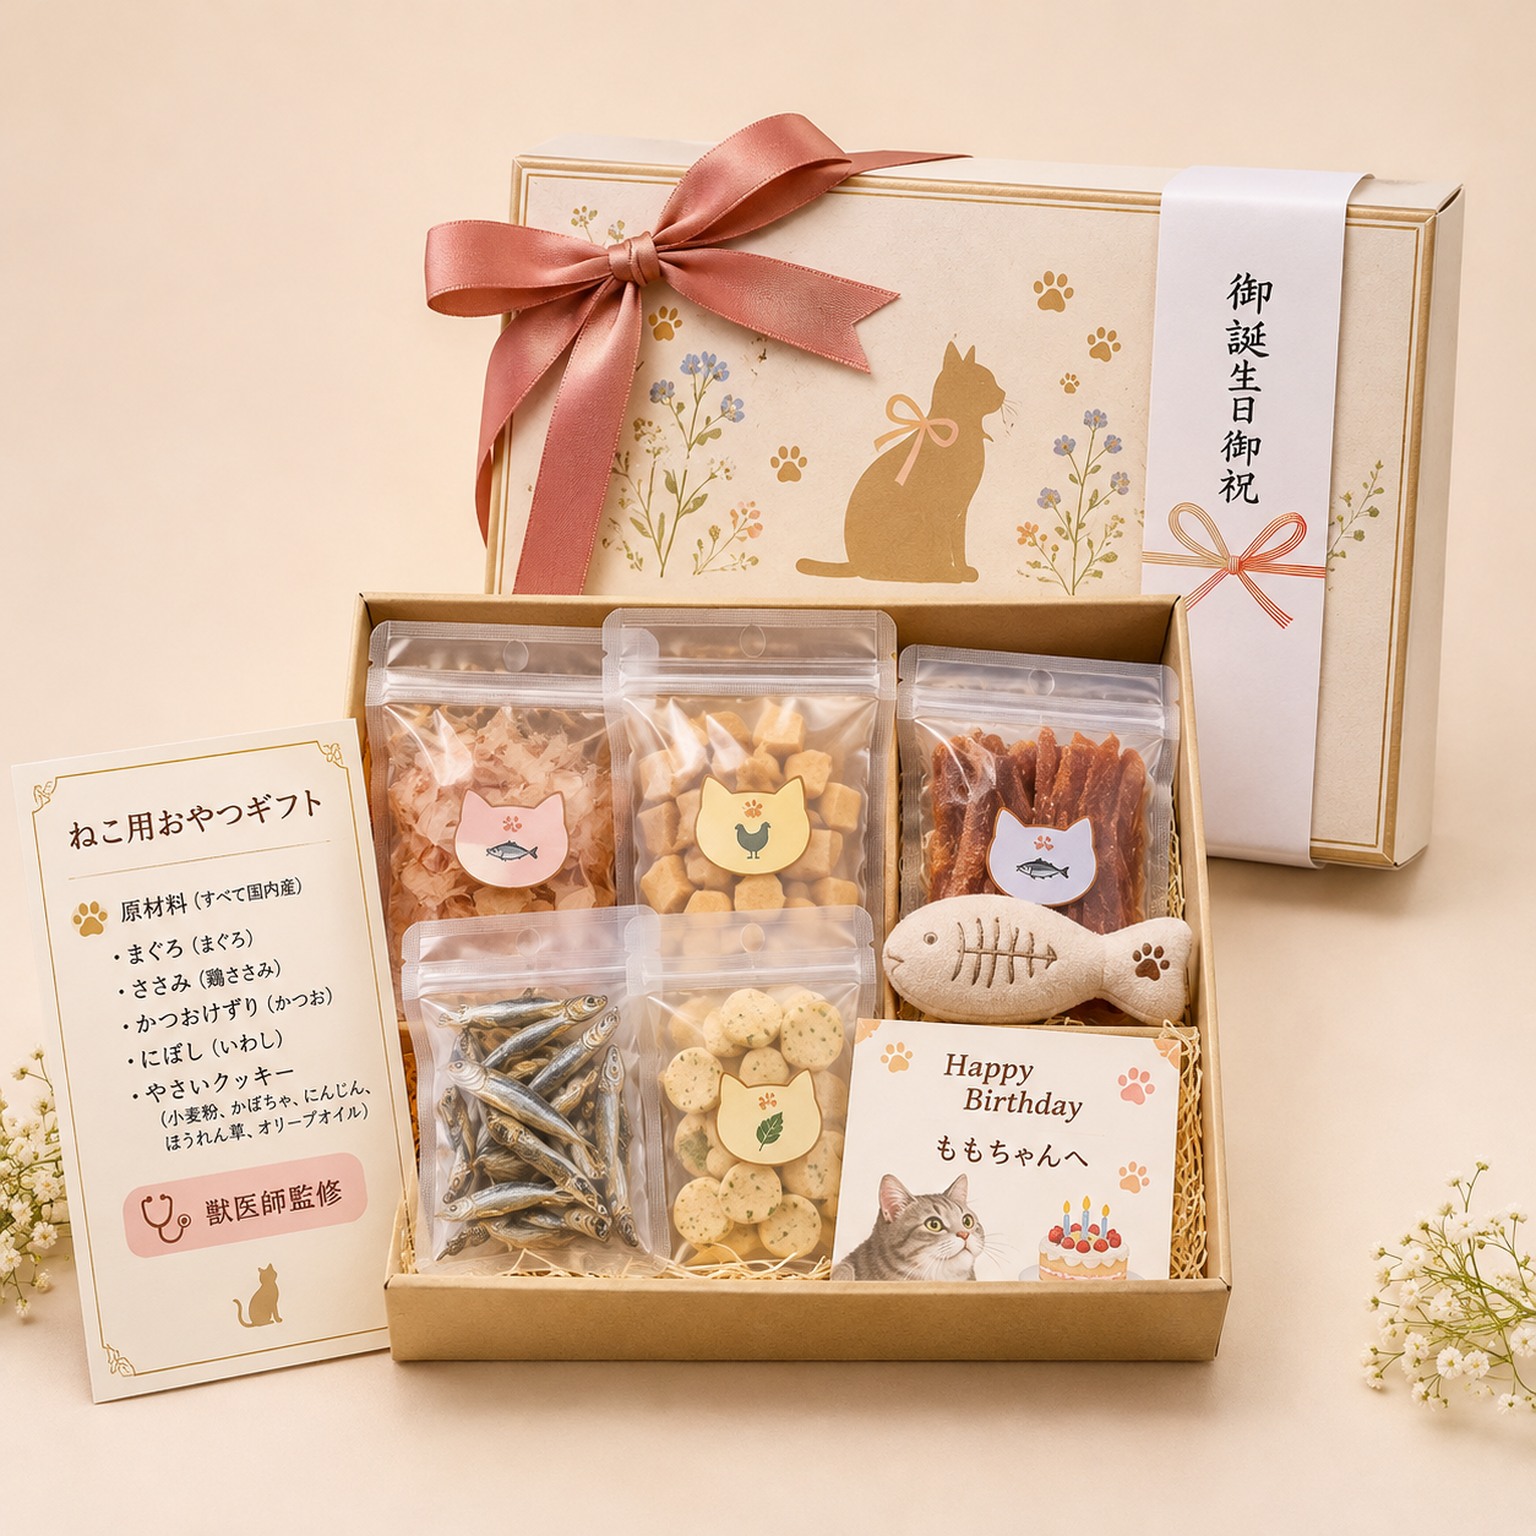 御誕生日御祝
ねこ用おやつギフト
原材料（すべて国内産）
・まぐろ（まぐろ）
・ささみ（鶏ささみ）
・かつおけずり（かつお）
・にぼし（いわし）
・やさいクッキー
（小麦粉、かぼちゃ、にんじん、
ほうれん草、オリーブオイル）
獣医師監修
Happy
Birthday
ももちゃんへ